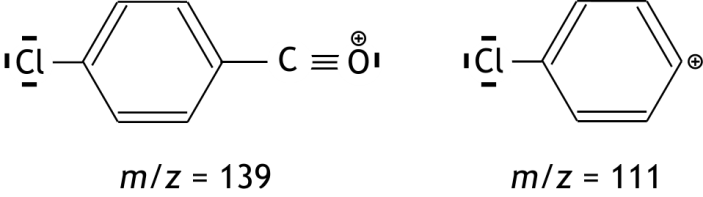 Cl C ≡ O ⊕ Cl ⊕
m/z = 139 m/z = 111